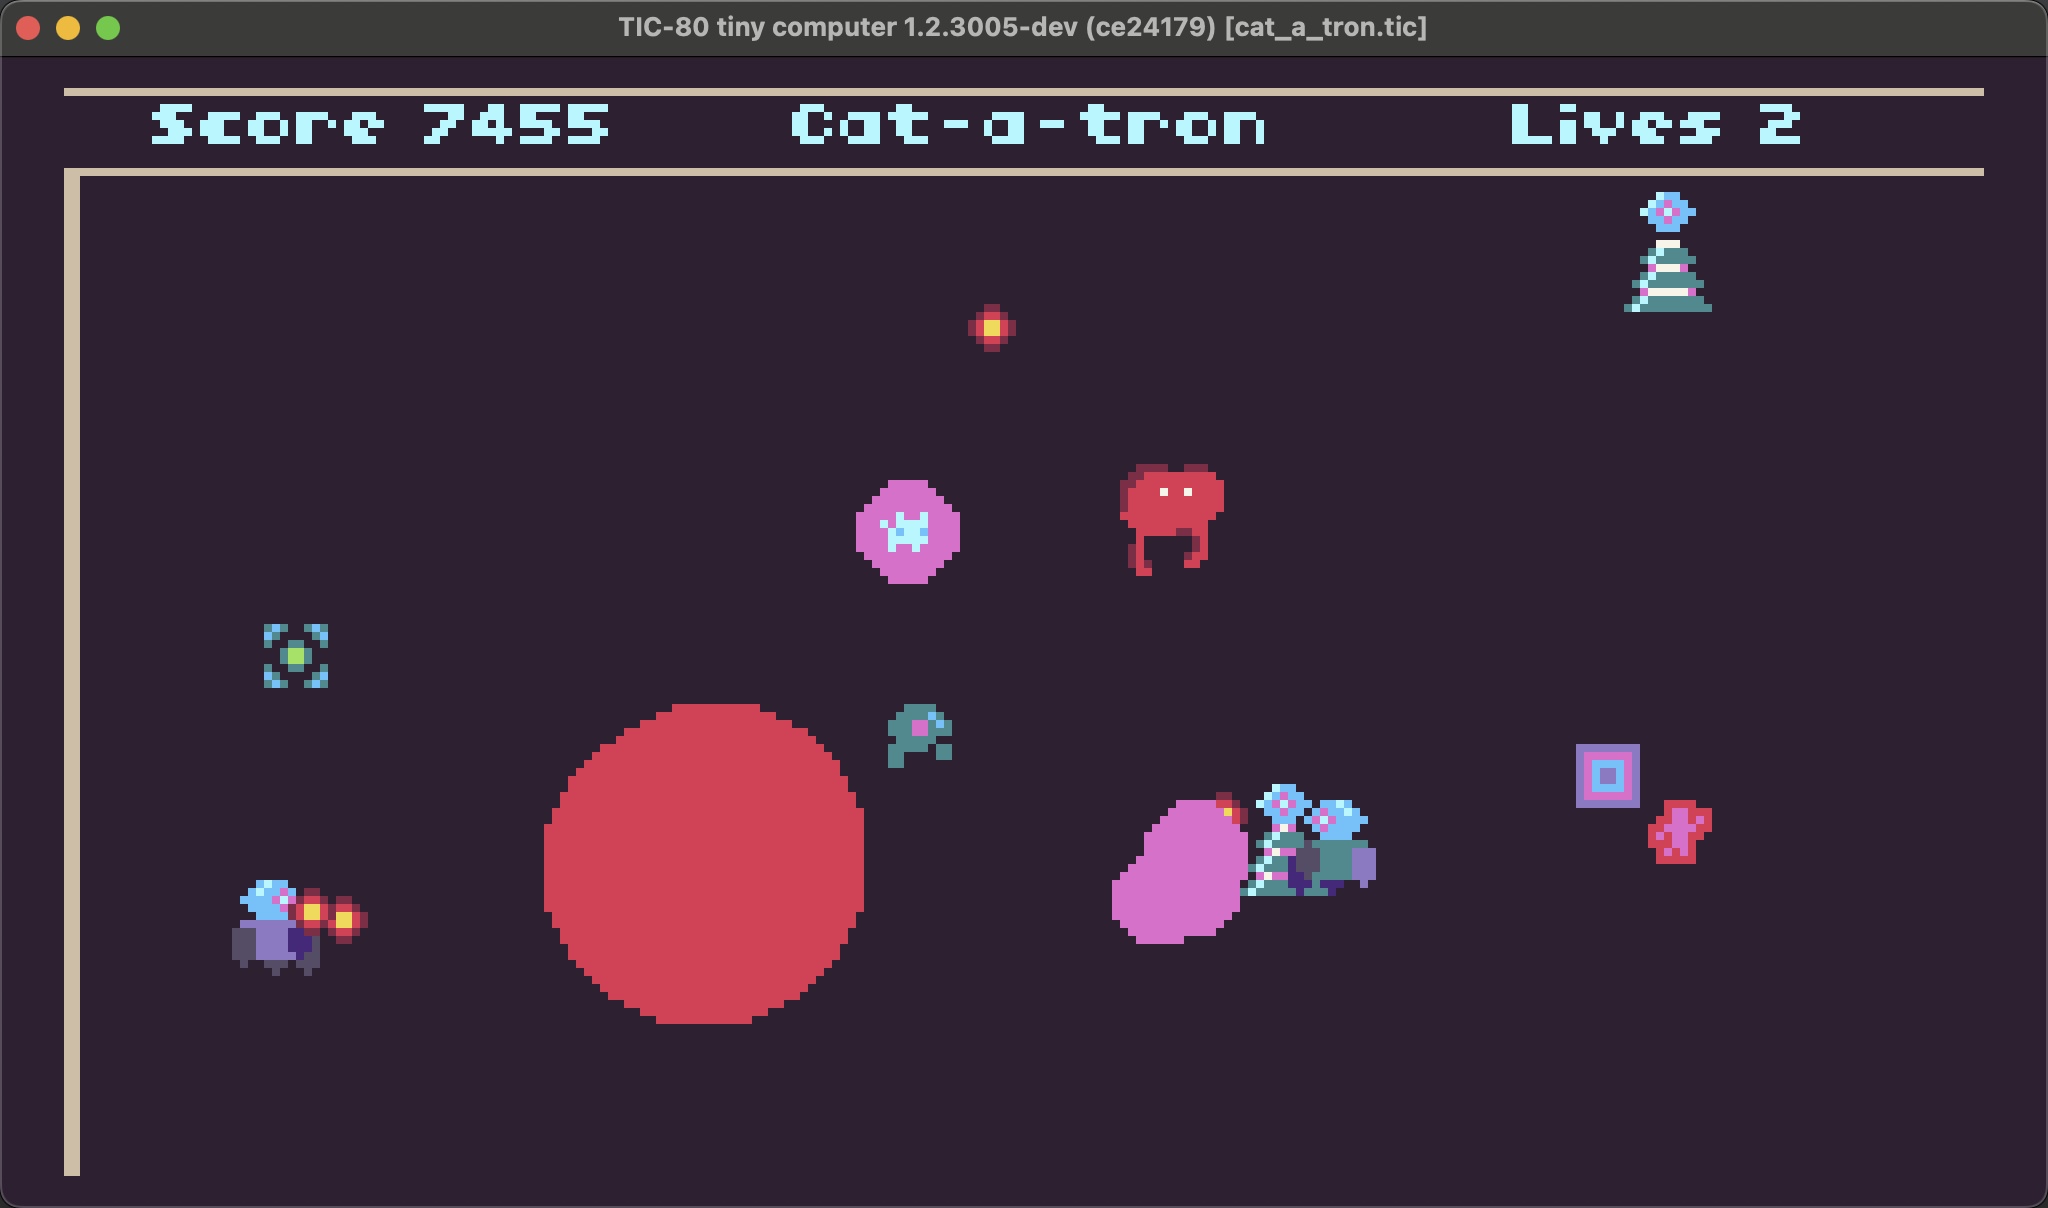 TIC-80 tiny computer 1.2.3005-dev (ce24179) [cat_a_tron.tic]
Score 7455 Cat-a-tron Lives 2